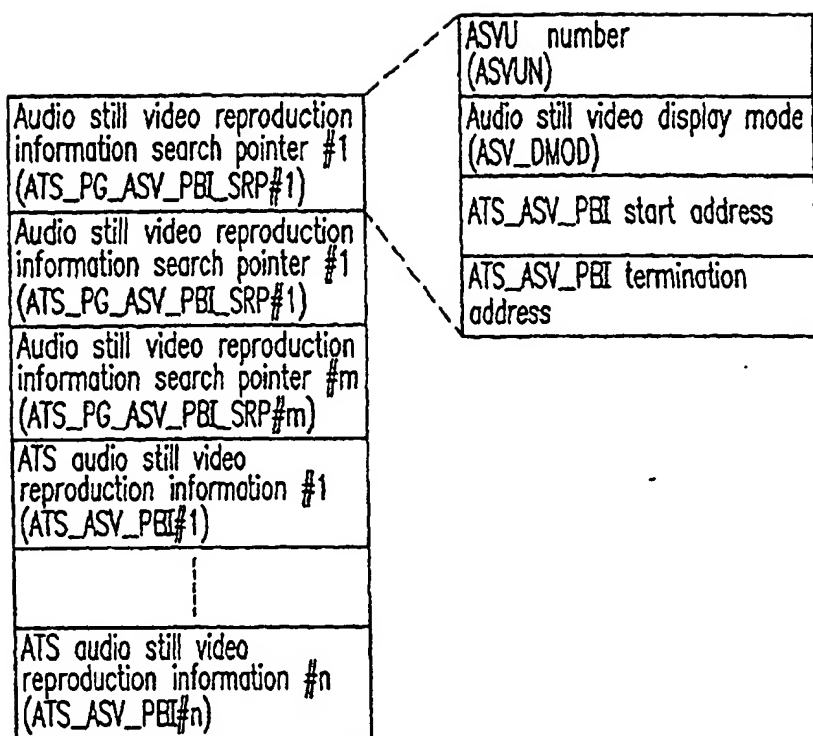 Audio still video reproduction
information search pointer #1
(ATS_PG_ASV_PBI_SRP#1)
Audio still video reproduction
information search pointer #1
(ATS_PG_ASV_PBI_SRP#1)
Audio still video reproduction
information search pointer #m
(ATS_PG_ASV_PBI_SRP#m)
ATS audio still video
reproduction information #1
(ATS_ASV_PBI#1)
ATS audio still video
reproduction information #n
(ATS_ASV_PBI#n)
ASVU number
(ASVUN)
Audio still video display mode
(ASV_DMOD)
ATS_ASV_PBI start address
ATS_ASV_PBI termination
address